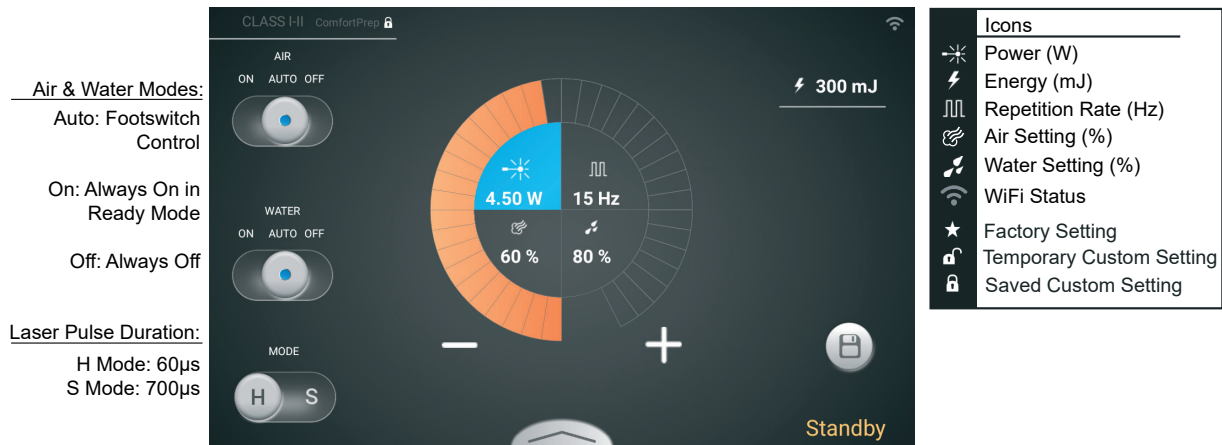 Air & Water Modes:
Auto: Footswitch
Control
On: Always On in
Ready Mode
Off: Always Off
Laser Pulse Duration:
H Mode: 60µs
S Mode: 700µs
CLASS I-II ComfortPrep
AIR
ON AUTO OFF
WATER
ON AUTO OFF
MODE
H S
300 mJ
4.50 W
15 Hz
60 %
80 %
Standby
Icons
Power (W)
Energy (mJ)
Repetition Rate (Hz)
Air Setting (%)
Water Setting (%)
WiFi Status
Factory Setting
Temporary Custom Setting
Saved Custom Setting